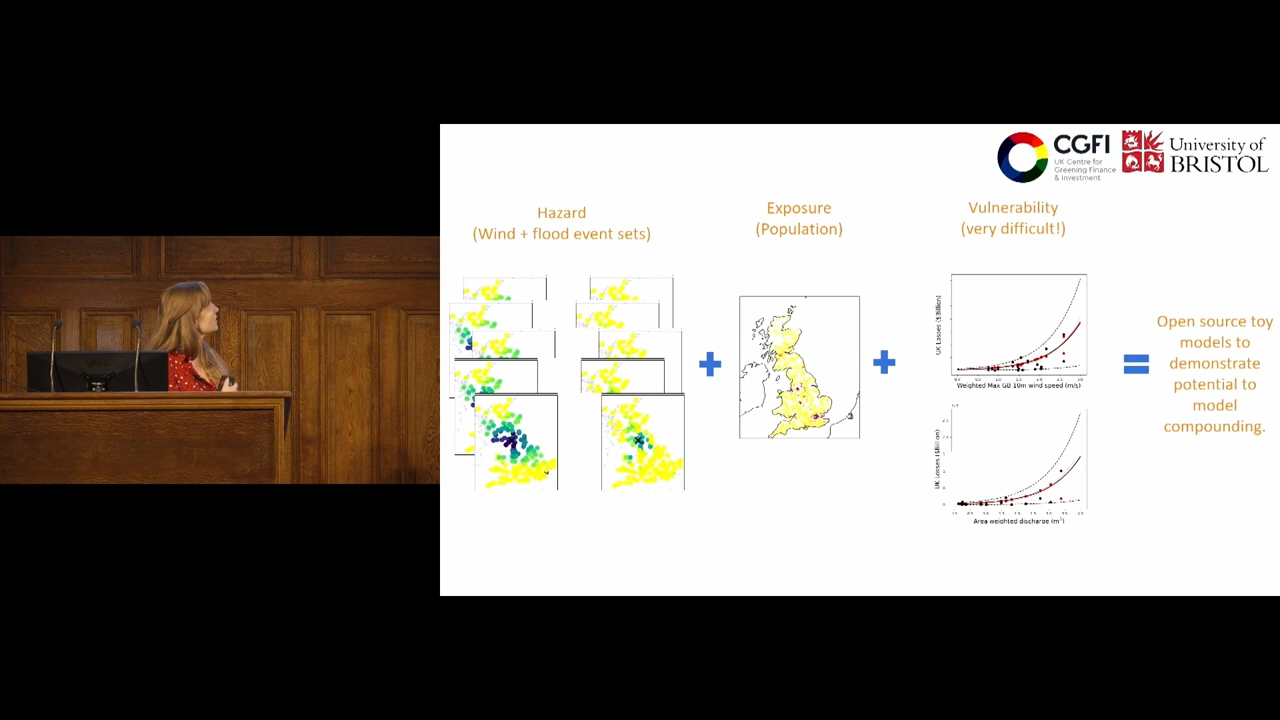 CGFI
UK Centre for
Greening Finance
& Investment
University of
BRISTOL
Hazard
(Wind + flood event sets)
Exposure
(Population)
Vulnerability
(very difficult!)
UK Losses ($Billion)
Weighted Max GB 10m wind speed (m/s)
UK Losses ($Billion)
Area weighted discharge (m³)
Open source toy
models to
demonstrate
potential to
model
compounding.